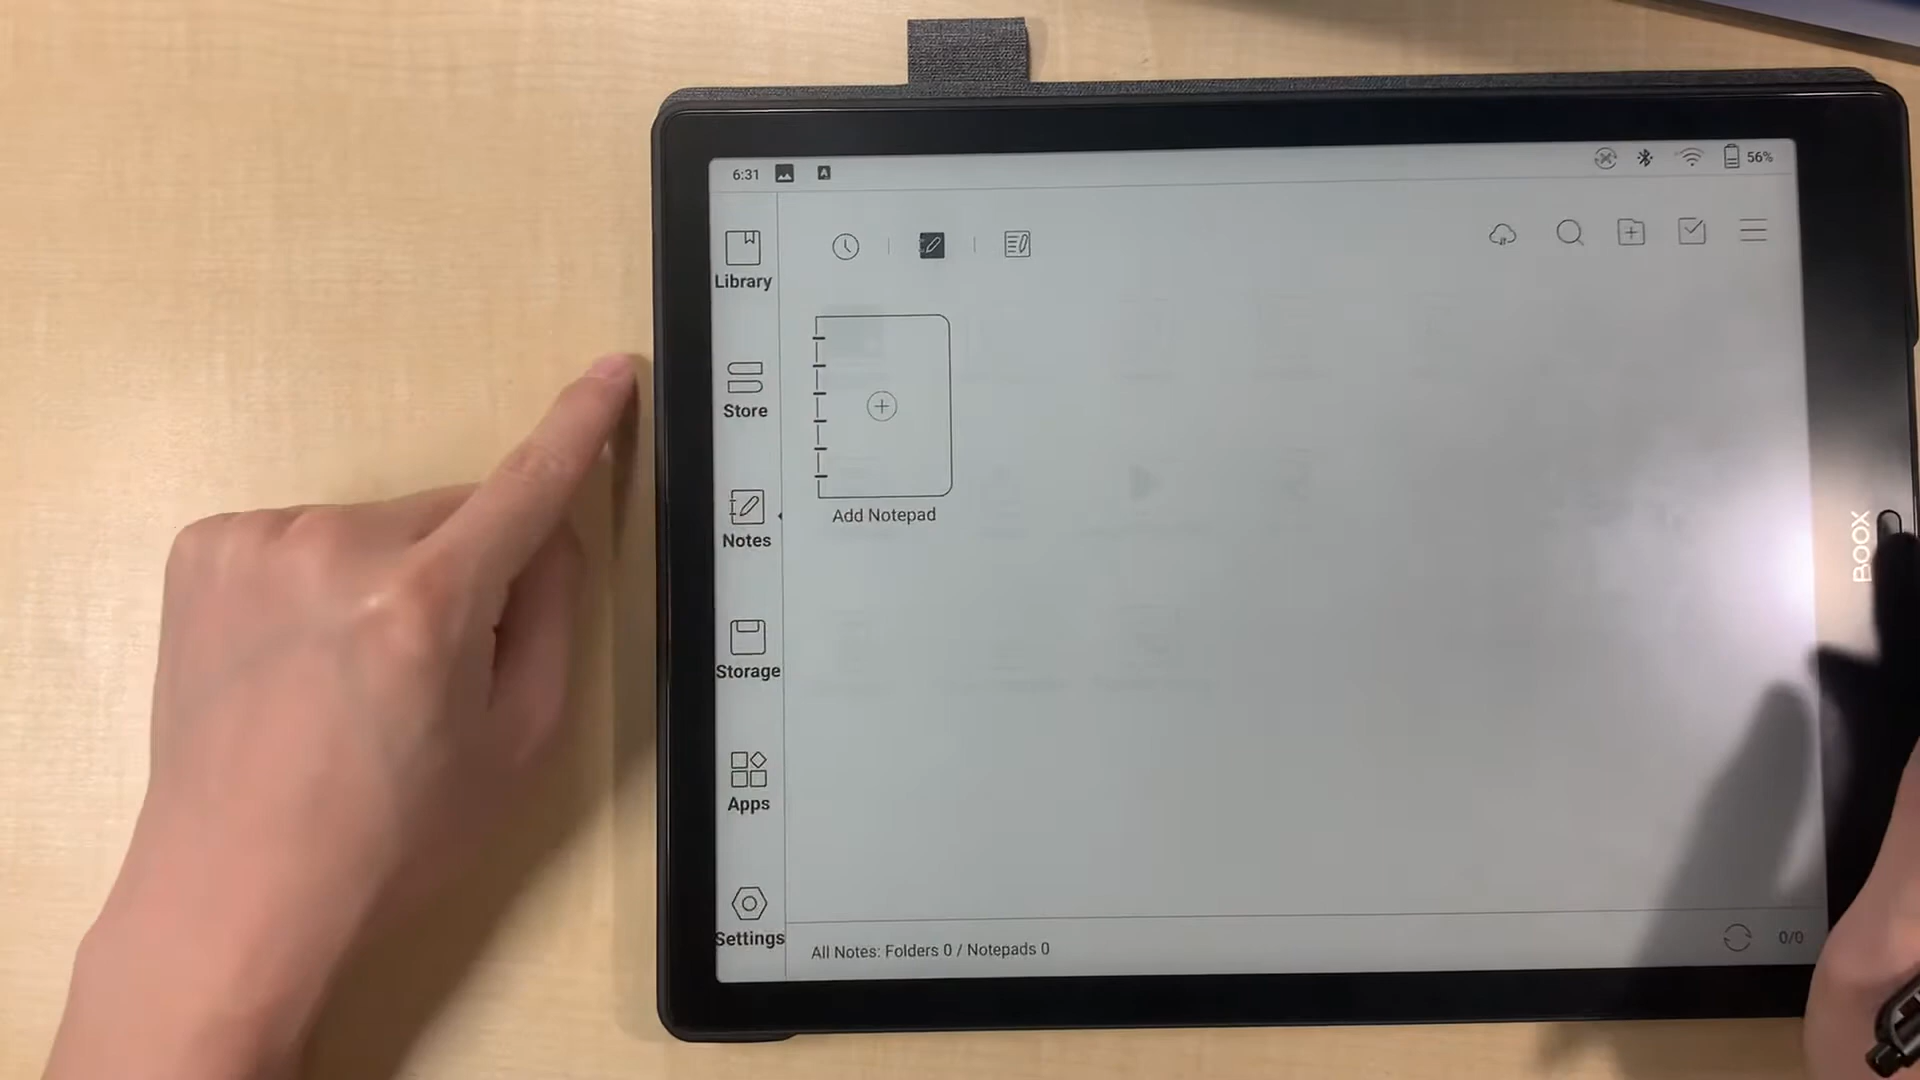 6:31
A
56%
Library
Store
Notes
Storage
Apps
Settings
Add Notepad
All Notes: Folders 0 / Notepads 0
0/0
BOOX